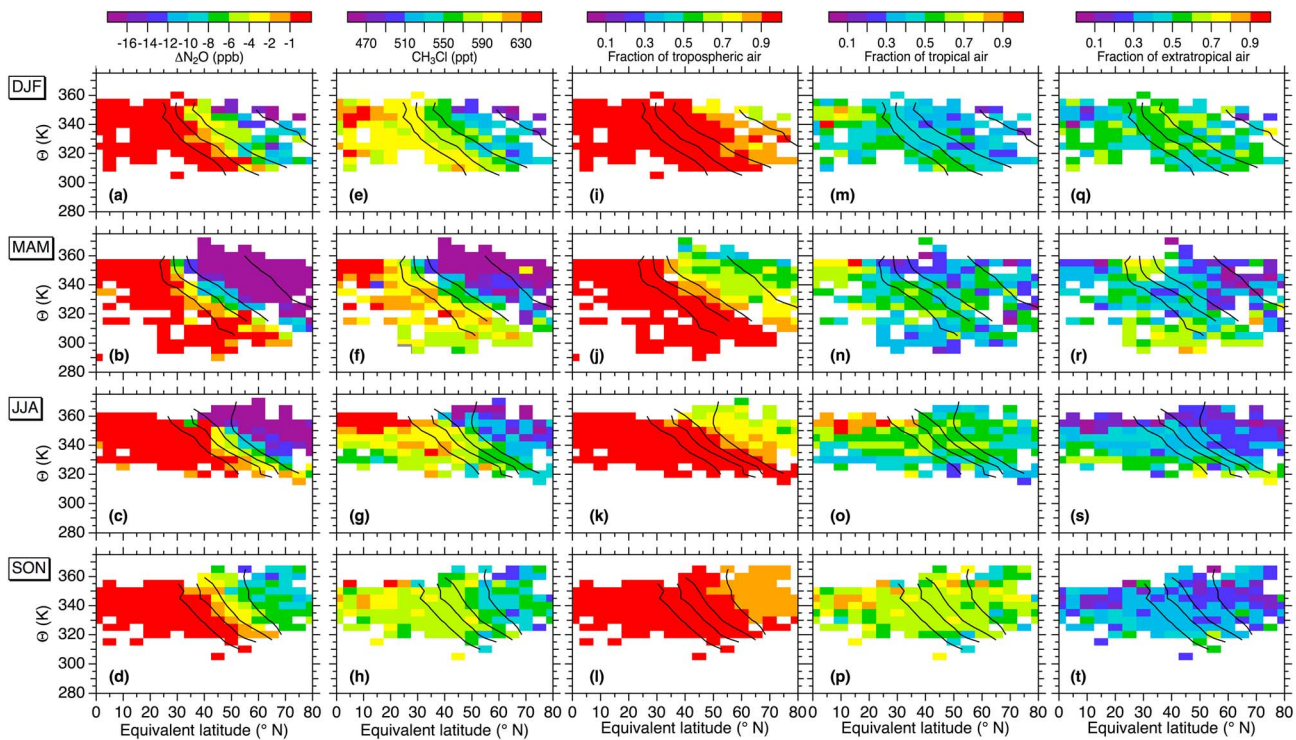 -16 -14 -12 -10 -8 -6 -4 -2 -1
ΔN₂O (ppb)
470 510 550 590 630
CH₃Cl (ppt)
0.1 0.3 0.5 0.7 0.9
Fraction of tropospheric air
0.1 0.3 0.5 0.7 0.9
Fraction of tropical air
0.1 0.3 0.5 0.7 0.9
Fraction of extratropical air
DJF
360
340
320
300
280
Θ (K)
(a) (e) (i) (m) (q)
MAM
360
340
320
300
280
Θ (K)
(b) (f) (j) (n) (r)
JJA
360
340
320
300
280
Θ (K)
(c) (g) (k) (o) (s)
SON
360
340
320
300
280
Θ (K)
(d) (h) (l) (p) (t)
0 10 20 30 40 50 60 70 80
Equivalent latitude (° N)
0 10 20 30 40 50 60 70 80
Equivalent latitude (° N)
0 10 20 30 40 50 60 70 80
Equivalent latitude (° N)
0 10 20 30 40 50 60 70 80
Equivalent latitude (° N)
0 10 20 30 40 50 60 70 80
Equivalent latitude (° N)